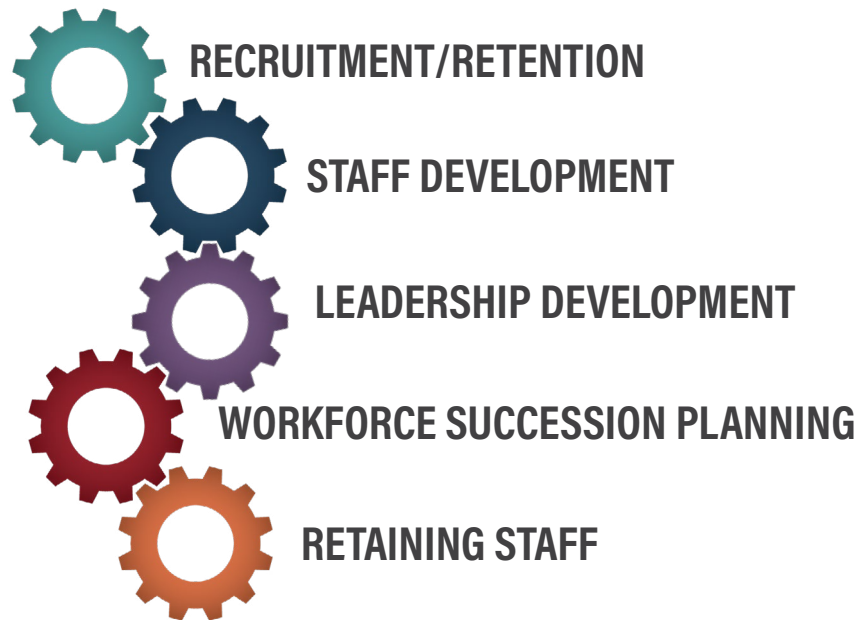 RECRUITMENT/RETENTION
STAFF DEVELOPMENT
LEADERSHIP DEVELOPMENT
WORKFORCE SUCCESSION PLANNING
RETAINING STAFF